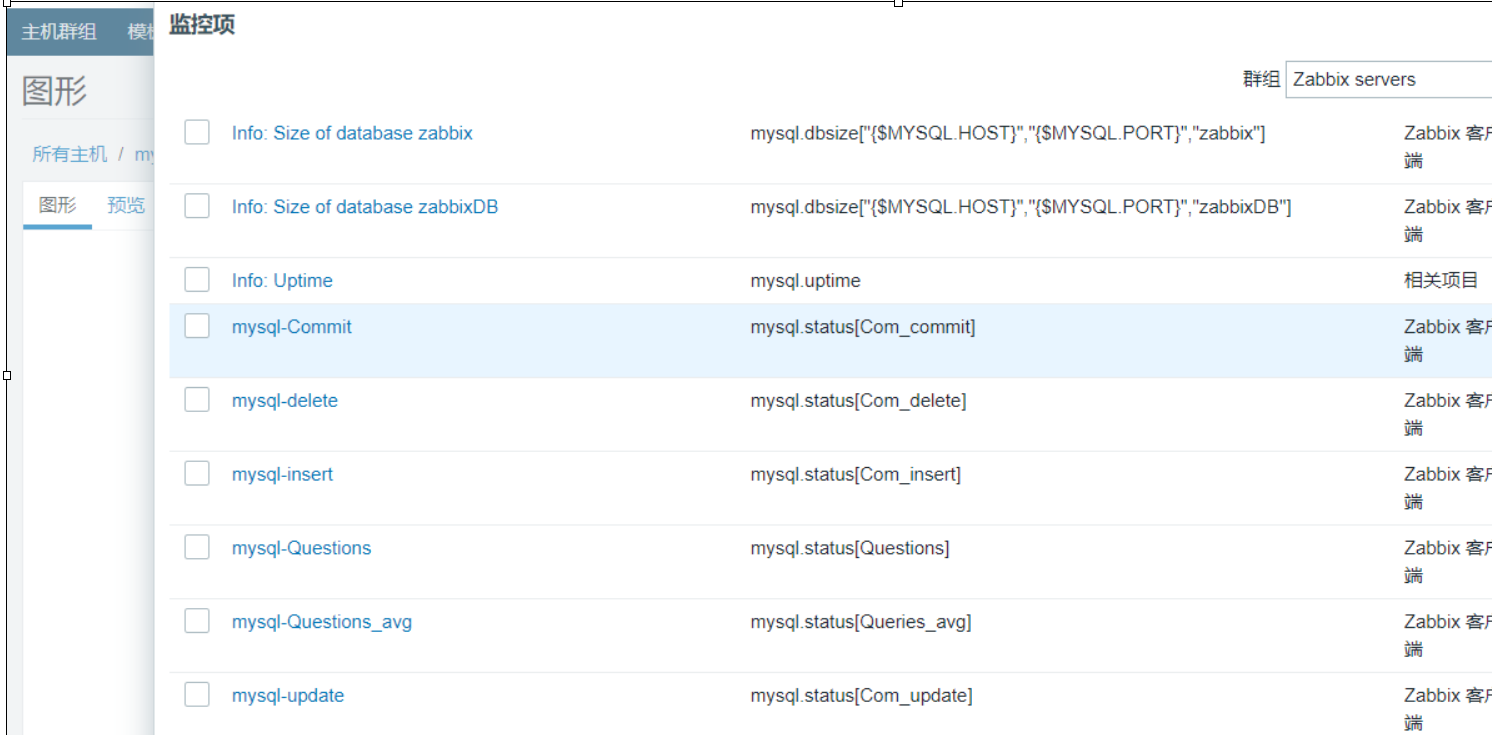 主机群组
监控项
图形
群组 Zabbix servers
Info: Size of database zabbix mysql.dbsize["{$MYSQL.HOST}","{$MYSQL.PORT}","zabbix"] Zabbix 客户
端
所有主机 /
Info: Size of database zabbixDB mysql.dbsize["{$MYSQL.HOST}","{$MYSQL.PORT}","zabbixDB"] Zabbix 客户
端
图形 预览
Info: Uptime mysql.uptime 相关项目
mysql-Commit mysql.status[Com_commit] Zabbix 客户
端
mysql-delete mysql.status[Com_delete] Zabbix 客户
端
mysql-insert mysql.status[Com_insert] Zabbix 客户
端
mysql-Questions mysql.status[Questions] Zabbix 客户
端
mysql-Questions_avg mysql.status[Queries_avg] Zabbix 客户
端
mysql-update mysql.status[Com_update] Zabbix 客户
端